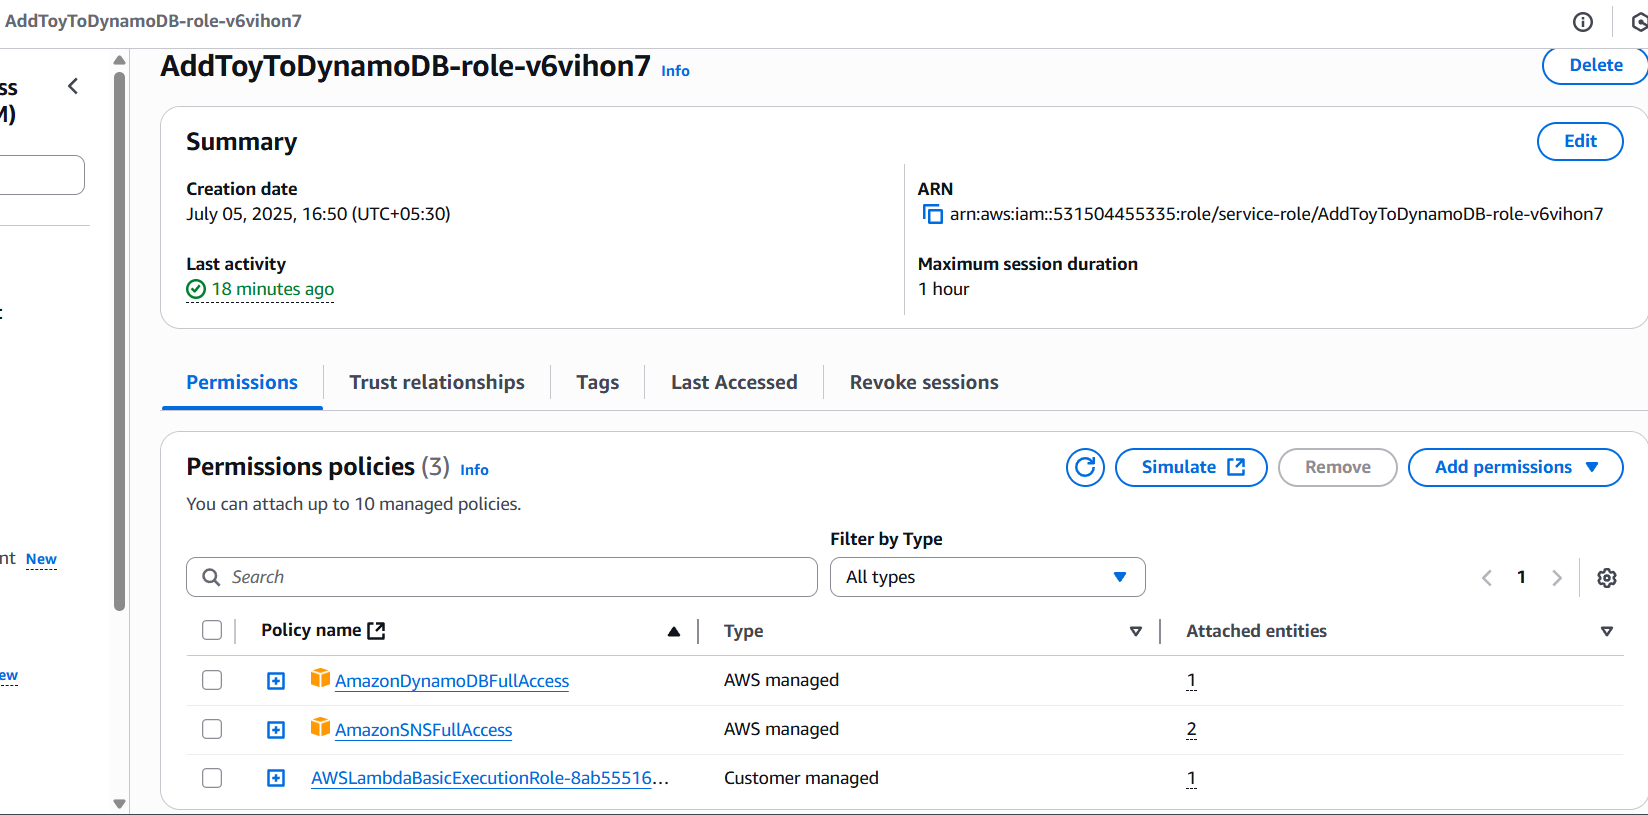 AddToyToDynamoDB-role-v6vihon7
ss
M)
AddToyToDynamoDB-role-v6vihon7 Info
Delete
Summary
Edit
Creation date
July 05, 2025, 16:50 (UTC+05:30)
ARN
arn:aws:iam::531504455335:role/service-role/AddToyToDynamoDB-role-v6vihon7
Last activity
18 minutes ago
Maximum session duration
1 hour
Permissions
Trust relationships
Tags
Last Accessed
Revoke sessions
Permissions policies (3) Info
Simulate
Remove
Add permissions
You can attach up to 10 managed policies.
Filter by Type
nt New
Search
All types
1
Policy name
Type
Attached entities
ew
AmazonDynamoDBFullAccess
AWS managed
1
AmazonSNSFullAccess
AWS managed
2
AWSLambdaBasicExecutionRole-8ab55516...
Customer managed
1